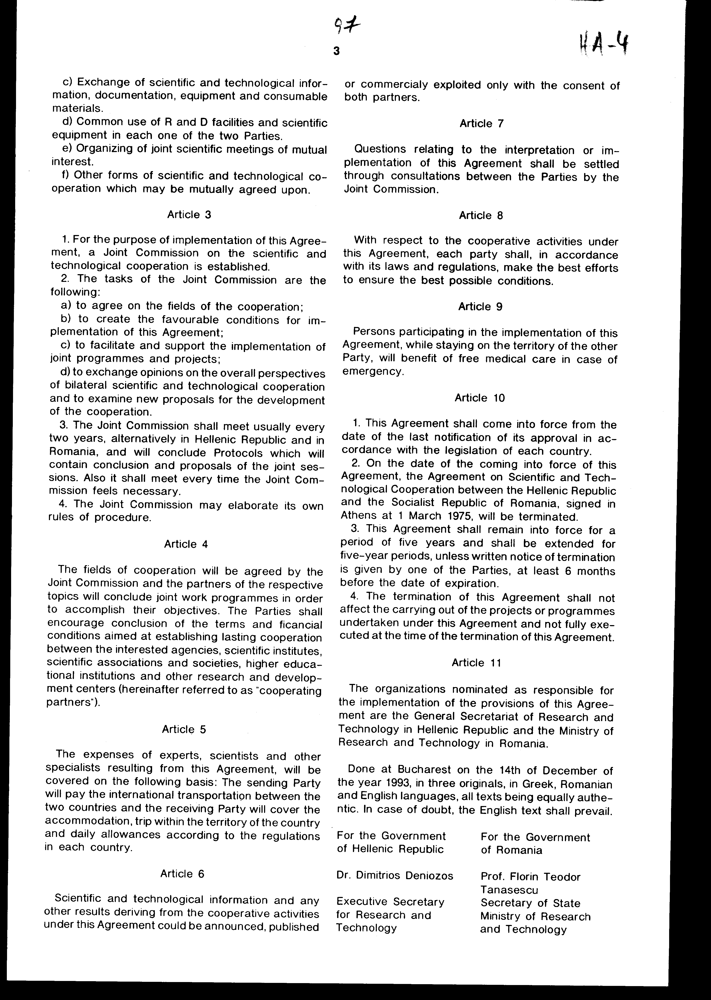 97
HA-4
3
c) Exchange of scientific and technological infor-
mation, documentation, equipment and consumable
materials.
d) Common use of R and D facilities and scientific
equipment in each one of the two Parties.
e) Organizing of joint scientific meetings of mutual
interest.
f) Other forms of scientific and technological co-
operation which may be mutually agreed upon.
Article 3
1. For the purpose of implementation of this Agree-
ment, a Joint Commission on the scientific and
technological cooperation is established.
2. The tasks of the Joint Commission are the
following:
a) to agree on the fields of the cooperation;
b) to create the favourable conditions for im-
plementation of this Agreement;
c) to facilitate and support the implementation of
joint programmes and projects;
d) to exchange opinions on the overall perspectives
of bilateral scientific and technological cooperation
and to examine new proposals for the development
of the cooperation.
3. The Joint Commission shall meet usually every
two years, alternatively in Hellenic Republic and in
Romania, and will conclude Protocols which will
contain conclusion and proposals of the joint ses-
sions. Also it shall meet every time the Joint Com-
mission feels necessary.
4. The Joint Commission may elaborate its own
rules of procedure.
Article 4
The fields of cooperation will be agreed by the
Joint Commission and the partners of the respective
topics will conclude joint work programmes in order
to accomplish their objectives. The Parties shall
encourage conclusion of the terms and ficancial
conditions aimed at establishing lasting cooperation
between the interested agencies, scientific institutes,
scientific associations and societies, higher educa-
tional institutions and other research and develop-
ment centers (hereinafter referred to as "cooperating
partners").
Article 5
The expenses of experts, scientists and other
specialists resulting from this Agreement, will be
covered on the following basis: The sending Party
will pay the international transportation between the
two countries and the receiving Party will cover the
accommodation, trip within the territory of the country
and daily allowances according to the regulations
in each country.
Article 6
Scientific and technological information and any
other results deriving from the cooperative activities
under this Agreement could be announced, published
or commercialy exploited only with the consent of
both partners.
Article 7
Questions relating to the interpretation or im-
plementation of this Agreement shall be settled
through consultations between the Parties by the
Joint Commission.
Article 8
With respect to the cooperative activities under
this Agreement, each party shall, in accordance
with its laws and regulations, make the best efforts
to ensure the best possible conditions.
Article 9
Persons participating in the implementation of this
Agreement, while staying on the territory of the other
Party, will benefit of free medical care in case of
emergency.
Article 10
1. This Agreement shall come into force from the
date of the last notification of its approval in ac-
cordance with the legislation of each country.
2. On the date of the coming into force of this
Agreement, the Agreement on Scientific and Tech-
nological Cooperation between the Hellenic Republic
and the Socialist Republic of Romania, signed in
Athens at 1 March 1975, will be terminated.
3. This Agreement shall remain into force for a
period of five years and shall be extended for
five-year periods, unless written notice of termination
is given by one of the Parties, at least 6 months
before the date of expiration.
4. The termination of this Agreement shall not
affect the carrying out of the projects or programmes
undertaken under this Agreement and not fully exe-
cuted at the time of the termination of this Agreement.
Article 11
The organizations nominated as responsible for
the implementation of the provisions of this Agree-
ment are the General Secretariat of Research and
Technology in Hellenic Republic and the Ministry of
Research and Technology in Romania.
Done at Bucharest on the 14th of December of
the year 1993, in three originals, in Greek, Romanian
and English languages, all texts being equally authe-
ntic. In case of doubt, the English text shall prevail.
For the Government
of Hellenic Republic
Dr. Dimitrios Deniozos
Executive Secretary
for Research and
Technology
For the Government
of Romania
Prof. Florin Teodor
Tanasescu
Secretary of State
Ministry of Research
and Technology